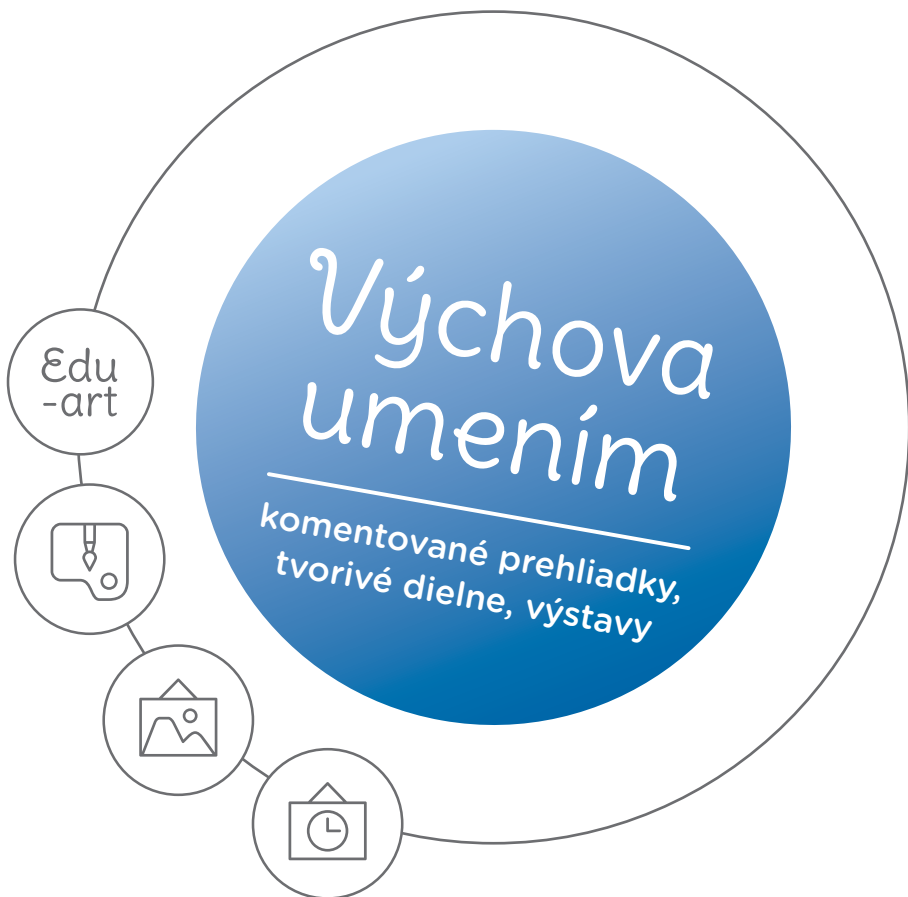 Výchova
umením
komentované prehliadky,
tvorivé dielne, výstavy
Edu
-art